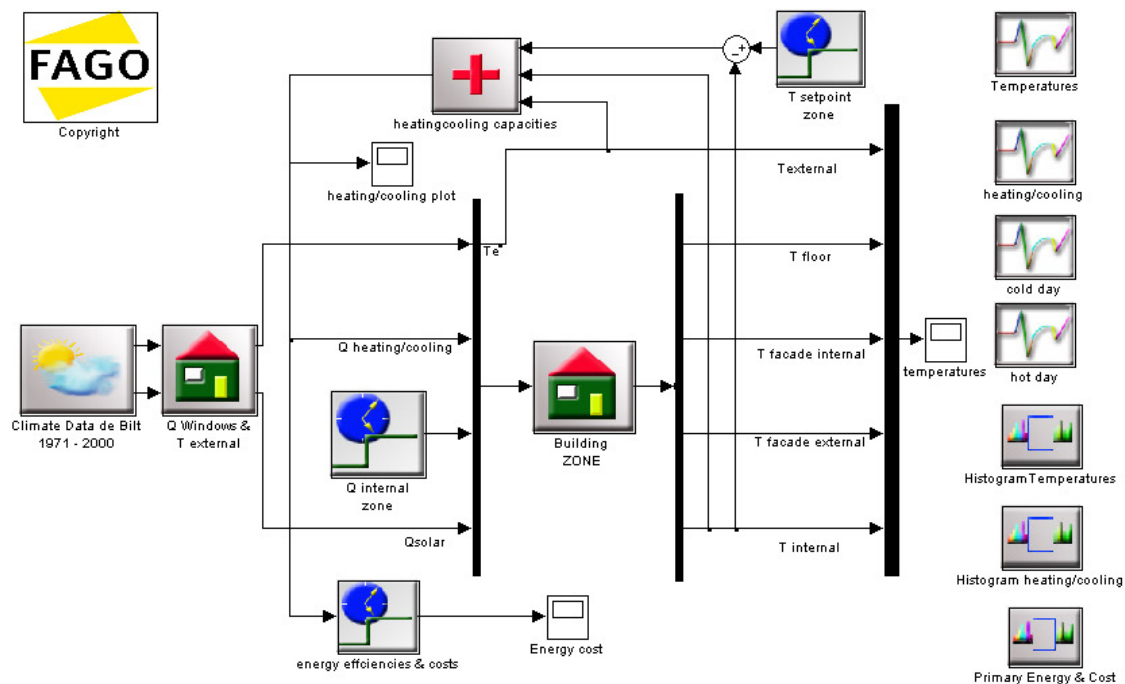 FAGO
Copyright
heatingcooling capacities
-+
T setpoint
zone
Temperatures
heating/cooling plot
Texternal
heating/cooling
Te
T floor
cold day
Q heating/cooling
T facade internal
temperatures
hot day
Climate Data de Bilt
1971 - 2000
Q Windows &
T external
Building
ZONE
T facade external
Q internal
zone
Histogram Temperatures
Qsolar
T internal
Histogram heating/cooling
energy effciencies & costs
Energy cost
Primary Energy & Cost